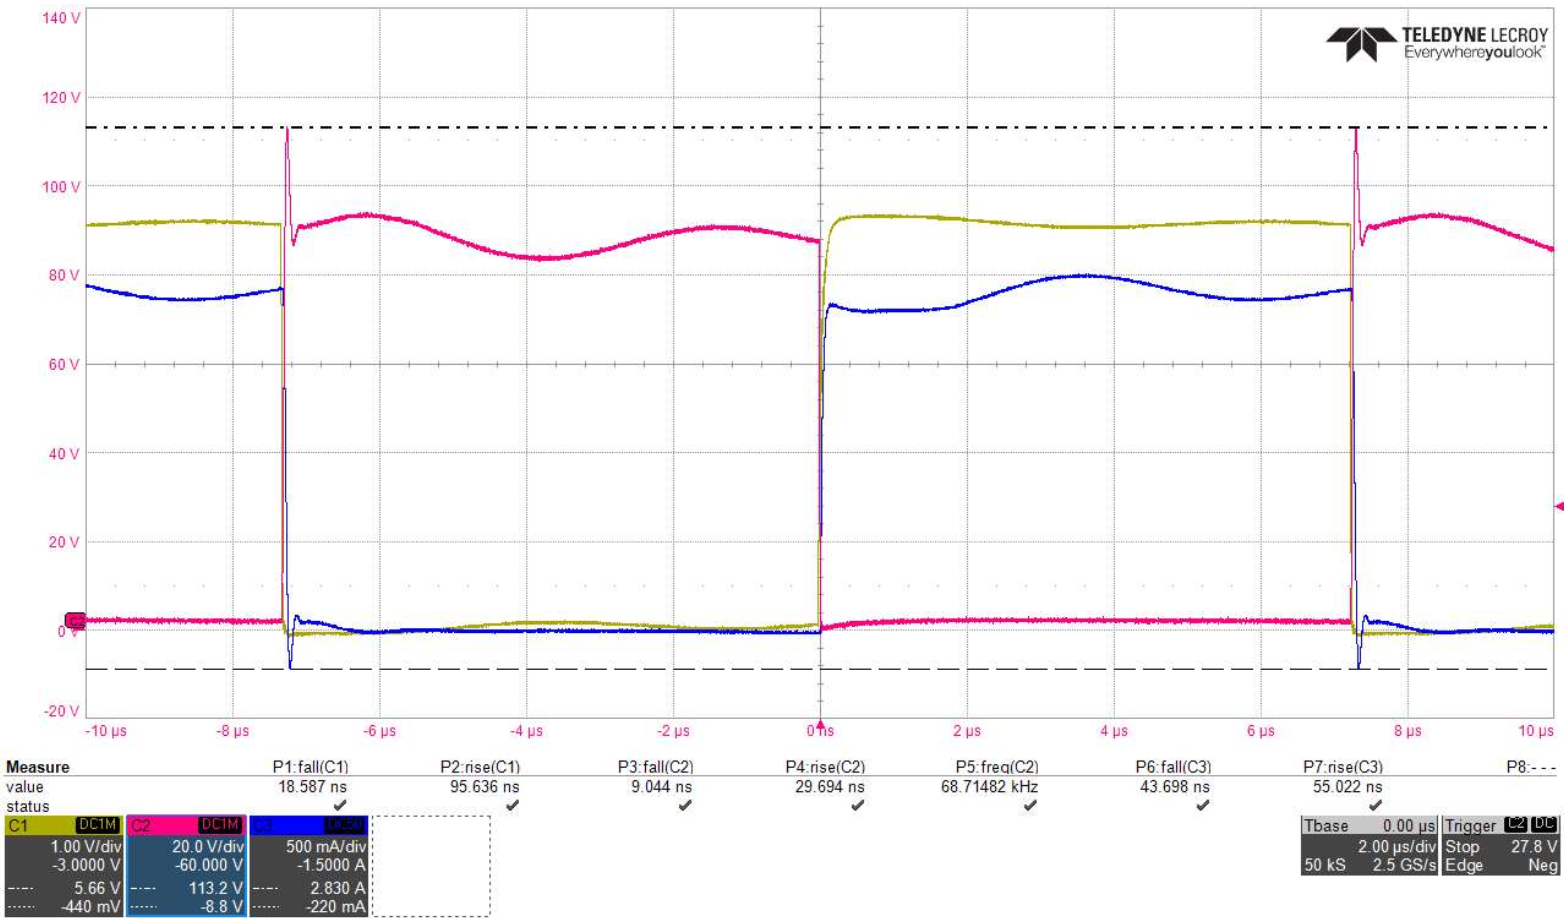 140 V
TELEDYNE LECROY
Everywhereyoulook™
120 V
100 V
80 V
60 V
40 V
20 V
C2
0 V
-20 V
-10 µs -8 µs -6 µs -4 µs -2 µs 0 ns 2 µs 4 µs 6 µs 8 µs 10 µs
Measure P1:fall(C1) P2:rise(C1) P3:fall(C2) P4:rise(C2) P5:freq(C2) P6:fall(C3) P7:rise(C3) P8:- - -
value 18.587 ns 95.636 ns 9.044 ns 29.694 ns 68.71482 kHz 43.698 ns 55.022 ns
status
C1 DC1M C2 DC1M C3 Tbase 0.00 µs Trigger C2 DC
1.00 V/div 20.0 V/div 500 mA/div 2.00 µs/div Stop 27.8 V
-3.0000 V -60.000 V -1.5000 A 50 kS 2.5 GS/s Edge Neg
5.66 V 113.2 V 2.830 A
-440 mV -8.8 V -220 mA